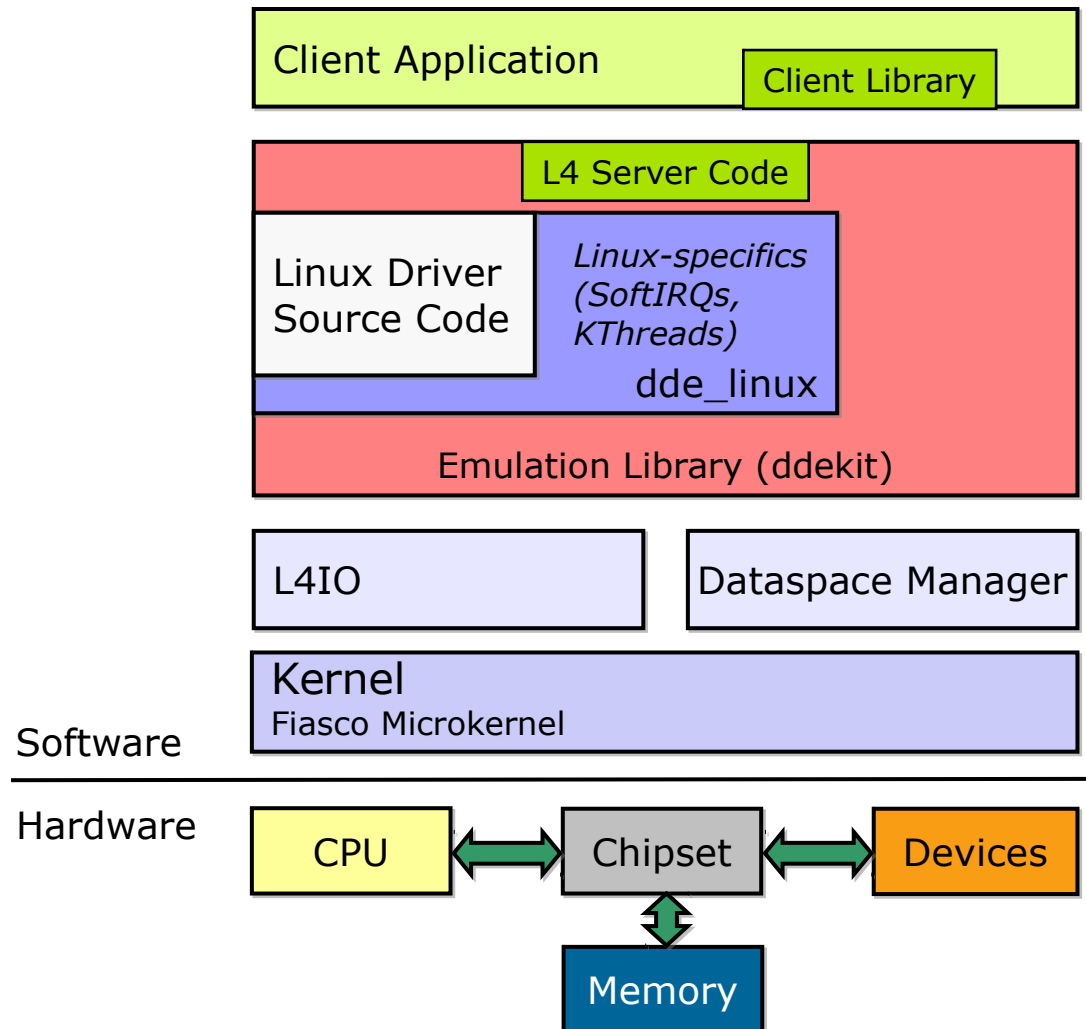 Client Application
Client Library
L4 Server Code
Linux Driver
Source Code
Linux-specifics
(SoftIRQs,
KThreads)
dde_linux
Emulation Library (ddekit)
L4IO
Dataspace Manager
Kernel
Fiasco Microkernel
Software
Hardware
CPU
Chipset
Devices
Memory